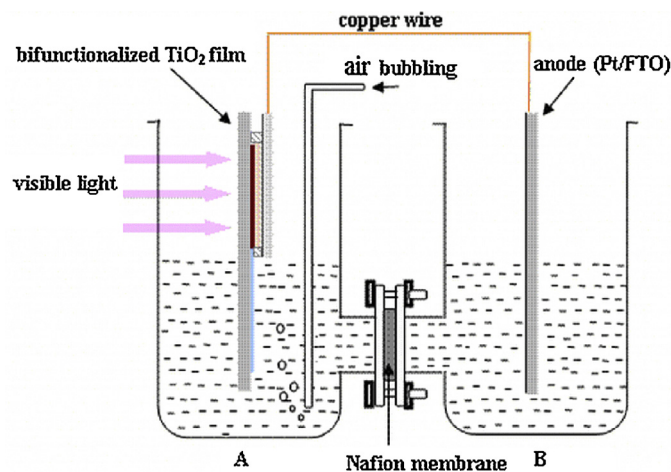 copper wire
bifunctionalized TiO2 film
air bubbling
anode (Pt/FTO)
visible light
A
Nafion membrane
B